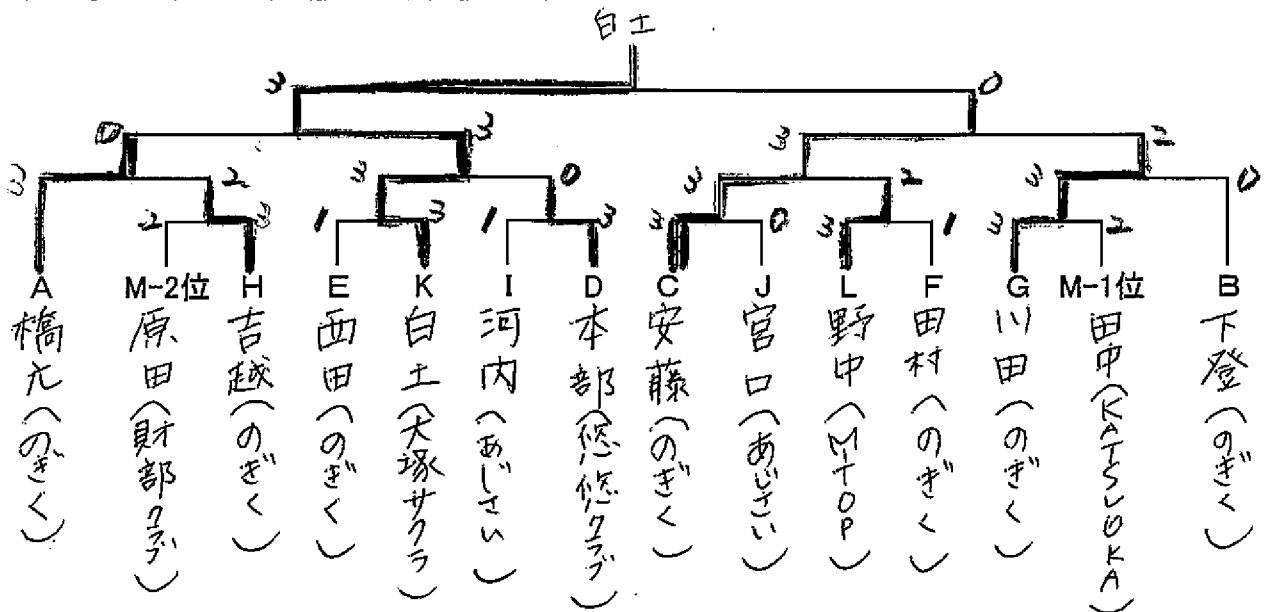 白土
3 0
0 3 3 2
3 2 3 0 3 2 3 0
2 3 1 3 1 3 3 0 3 1 3 2
A M-2位 H E K I D C J L F G M-1位 B
橋元(のぎく)
原田(財部クラブ)
吉越(のぎく)
西田(のぎく)
白土(大塚サクラ)
河内(あじさい)
本部(悠悠クラブ)
安藤(のぎく)
宮口(あじさい)
野中(MTOP)
田村(のぎく)
川田(のぎく)
田中(KATSUOKA)
下登(のぎく)